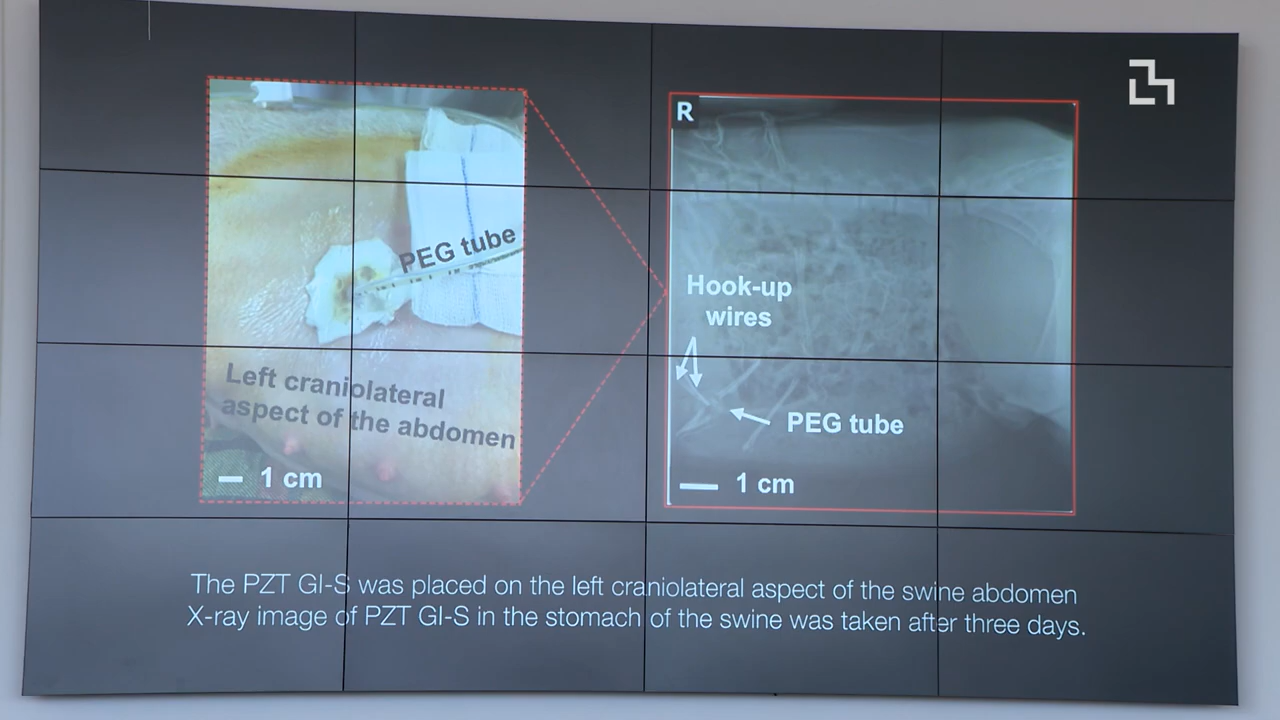 PEG tube
Left craniolateral
aspect of the abdomen
1 cm
R
Hook-up
wires
PEG tube
1 cm
The PZT GI-S was placed on the left craniolateral aspect of the swine abdomen
X-ray image of PZT GI-S in the stomach of the swine was taken after three days.